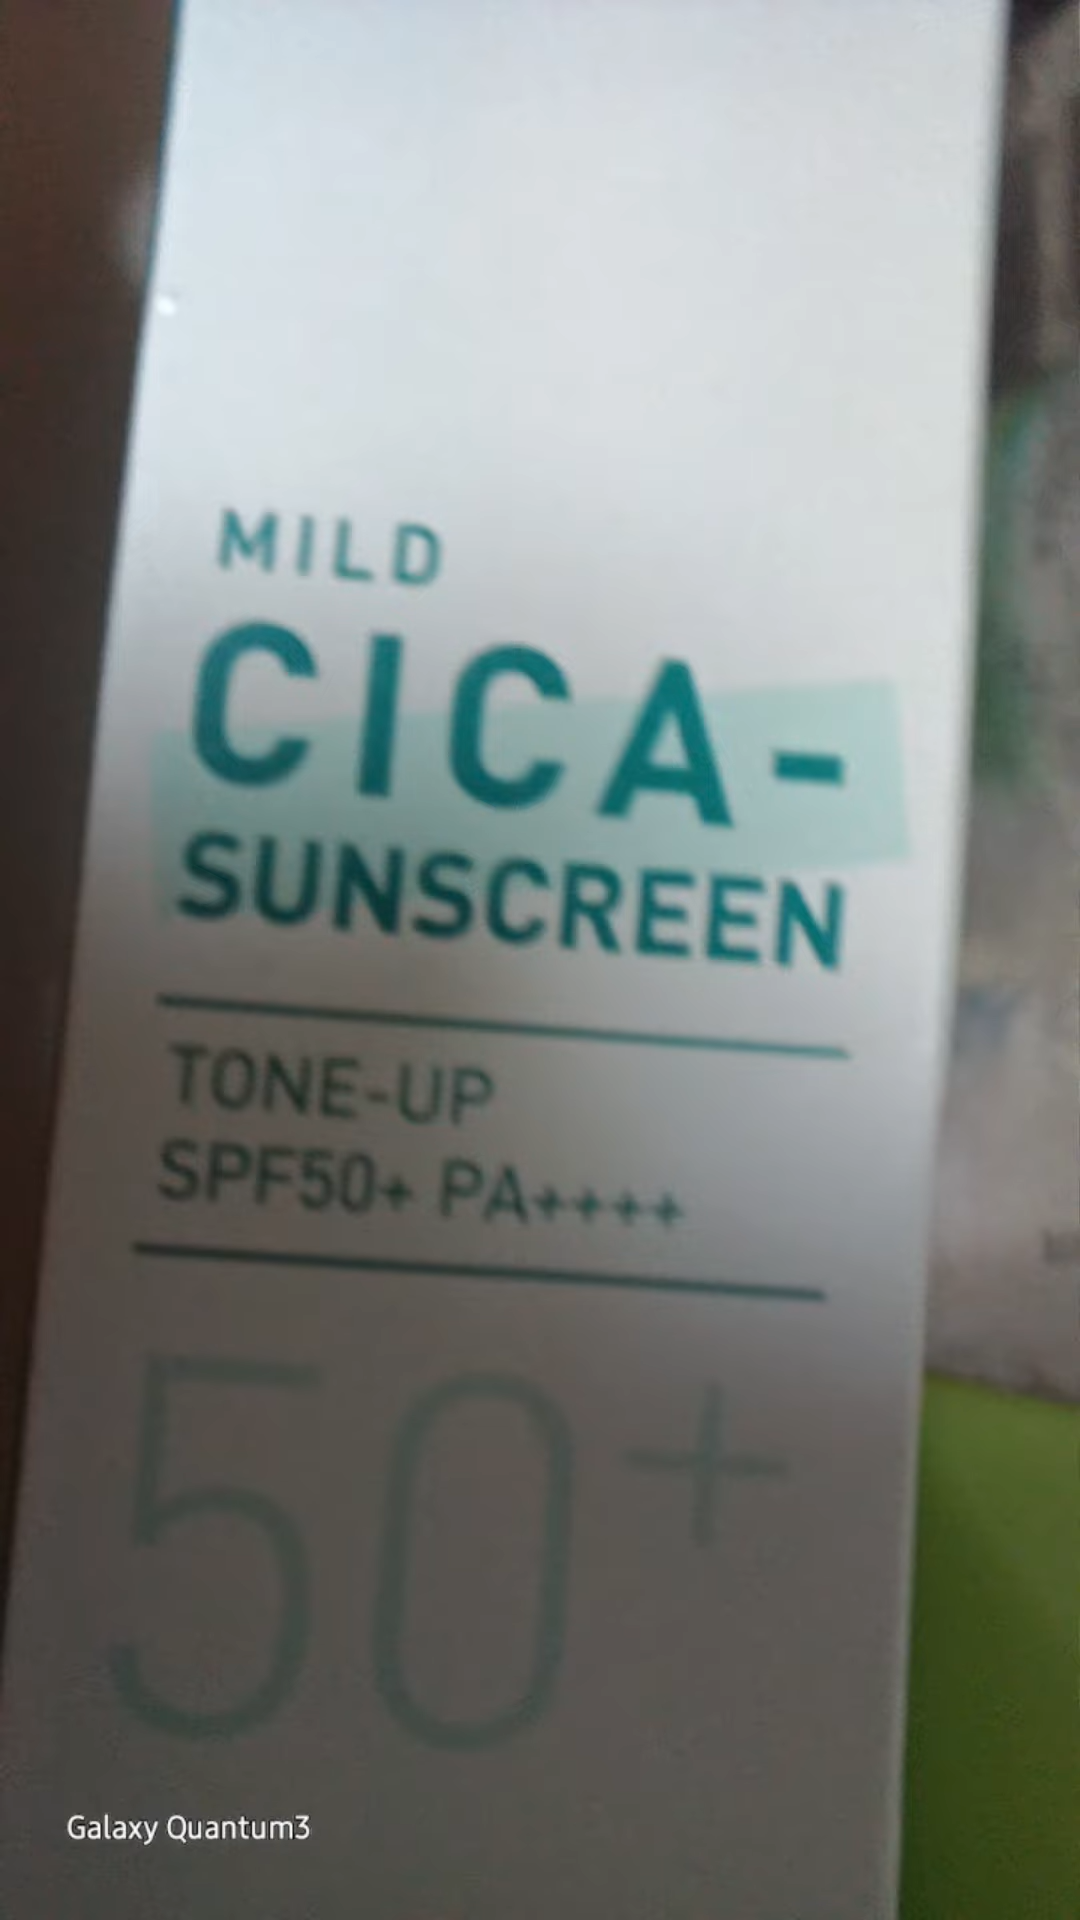 MILD
CICA-
SUNSCREEN
TONE-UP
SPF50+ PA++++
50+
Galaxy Quantum3